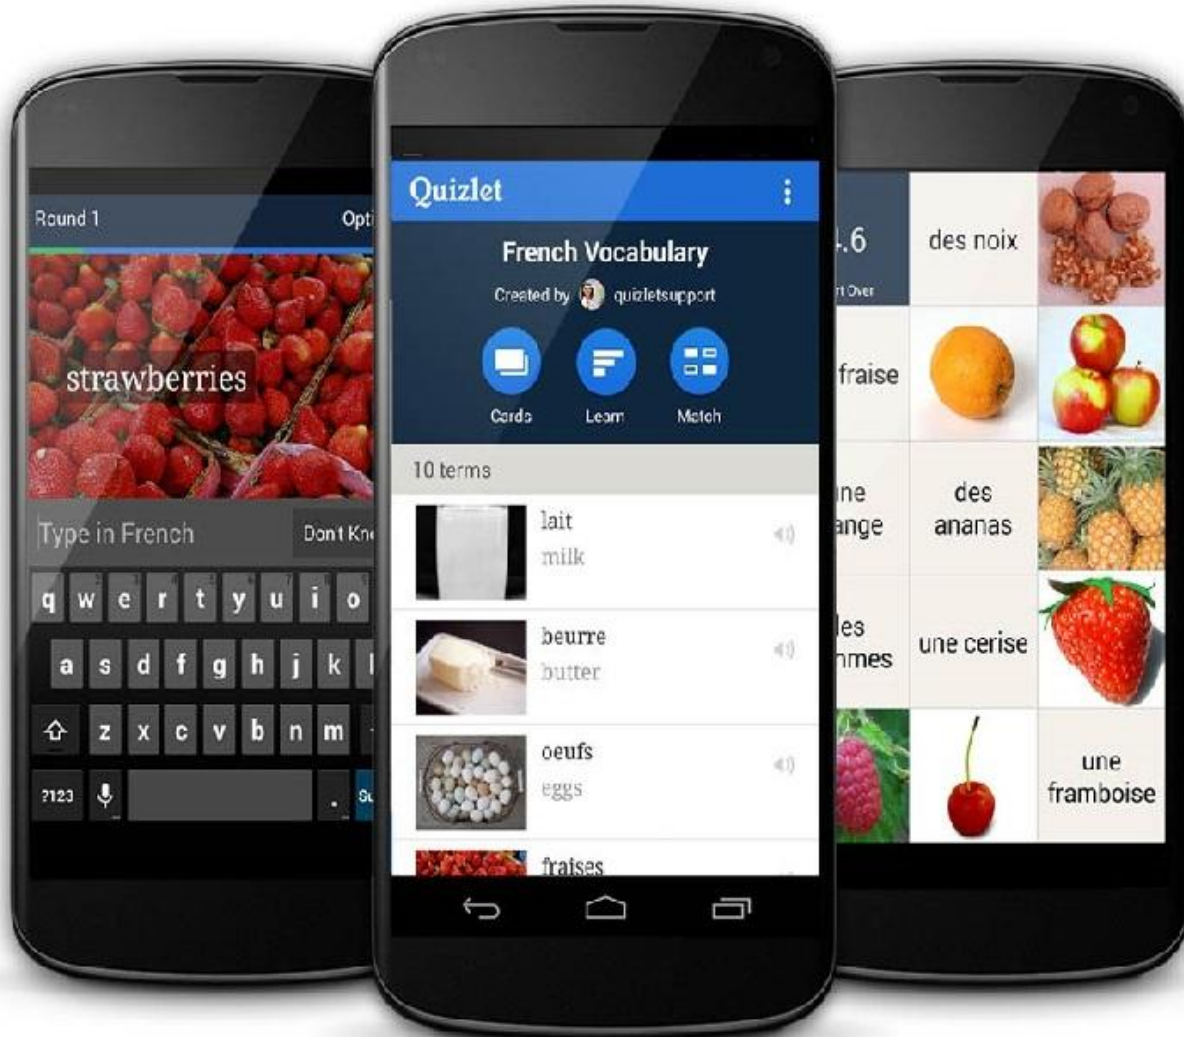 Round 1
strawberries
Type in French
q w e r t y u i o
a s d f g h j k
z x c v b n m
?123 .
Quizlet
French Vocabulary
Created by quizletsupport
Cards Learn Match
10 terms
lait
milk
beurre
butter
oeufs
eggs
fraises
des noix
fraise
des
ananas
une cerise
une
framboise